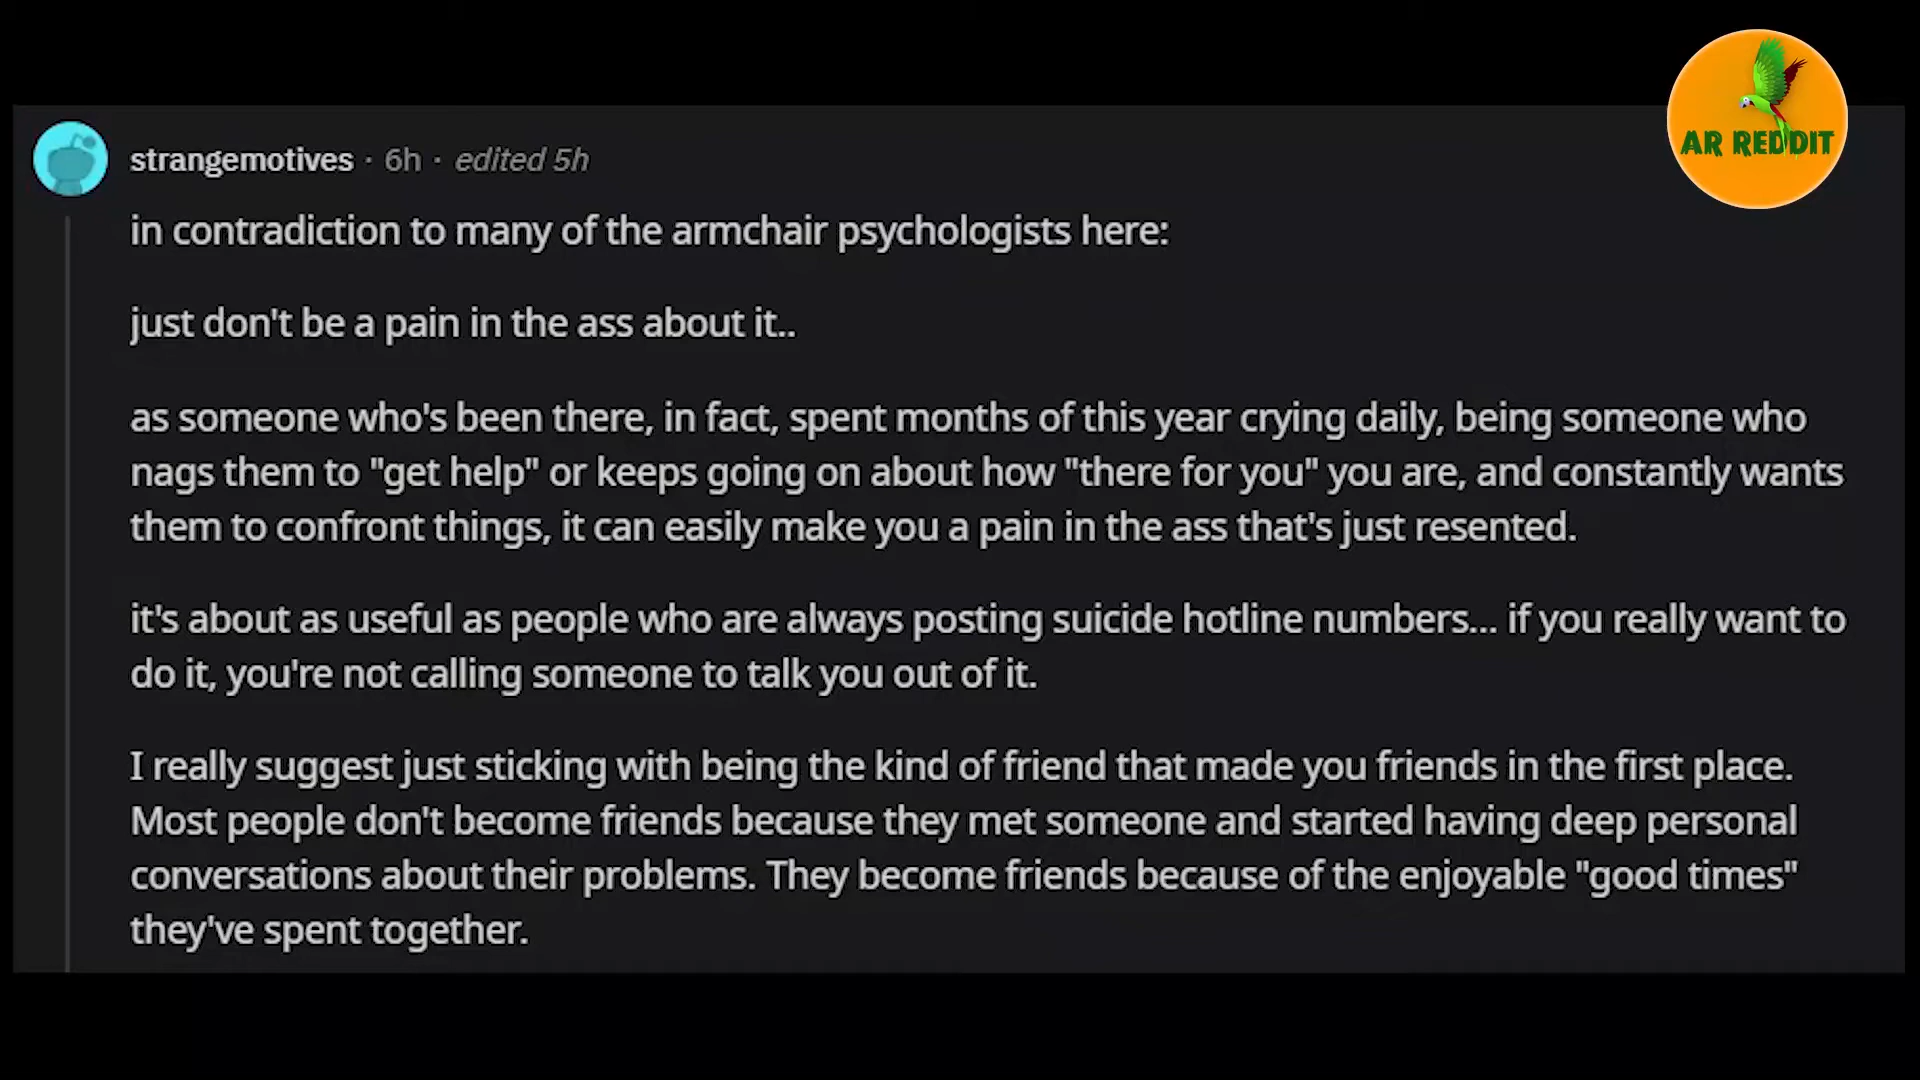 AR REDDIT
strangemotives · 6h · edited 5h
in contradiction to many of the armchair psychologists here:
just don't be a pain in the ass about it..
as someone who's been there, in fact, spent months of this year crying daily, being someone who
nags them to "get help" or keeps going on about how "there for you" you are, and constantly wants
them to confront things, it can easily make you a pain in the ass that's just resented.
it's about as useful as people who are always posting suicide hotline numbers... if you really want to
do it, you're not calling someone to talk you out of it.
I really suggest just sticking with being the kind of friend that made you friends in the first place.
Most people don't become friends because they met someone and started having deep personal
conversations about their problems. They become friends because of the enjoyable "good times"
they've spent together.